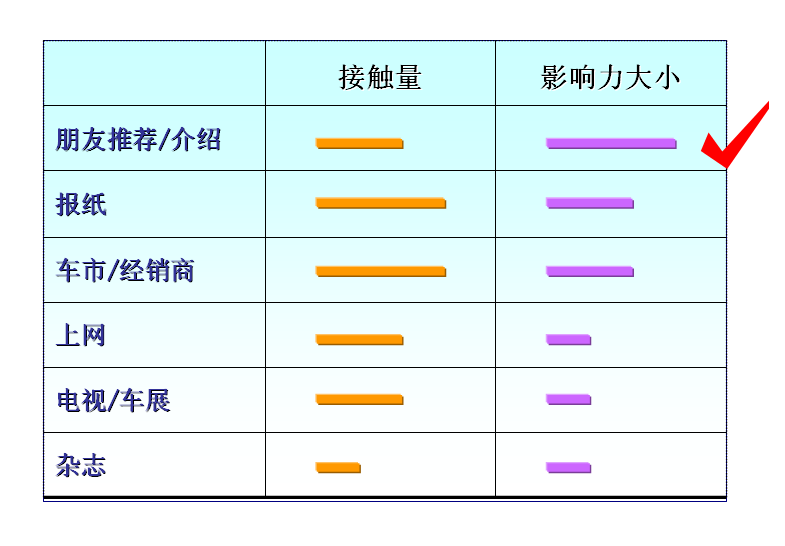 接触量 影响力大小
朋友推荐/介绍
报纸
车市/经销商
上网
电视/车展
杂志